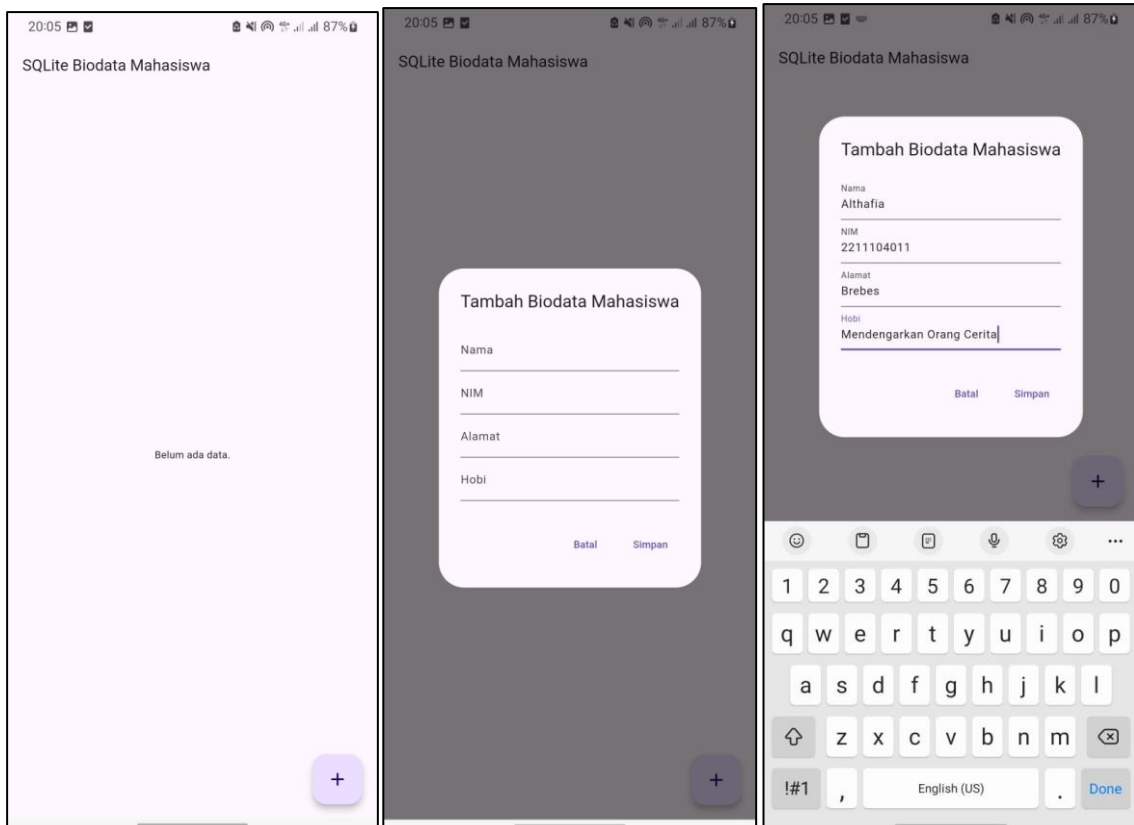 20:05
87%
SQLite Biodata Mahasiswa
Belum ada data.
+
20:05
87%
SQLite Biodata Mahasiswa
Tambah Biodata Mahasiswa
Nama
NIM
Alamat
Hobi
Batal Simpan
+
20:05
87%
SQLite Biodata Mahasiswa
Tambah Biodata Mahasiswa
Nama
Althafia
NIM
2211104011
Alamat
Brebes
Hobi
Mendengarkan Orang Cerita
Batal Simpan
+
1 2 3 4 5 6 7 8 9 0
q w e r t y u i o p
a s d f g h j k l
z x c v b n m
!#1 , English (US) . Done